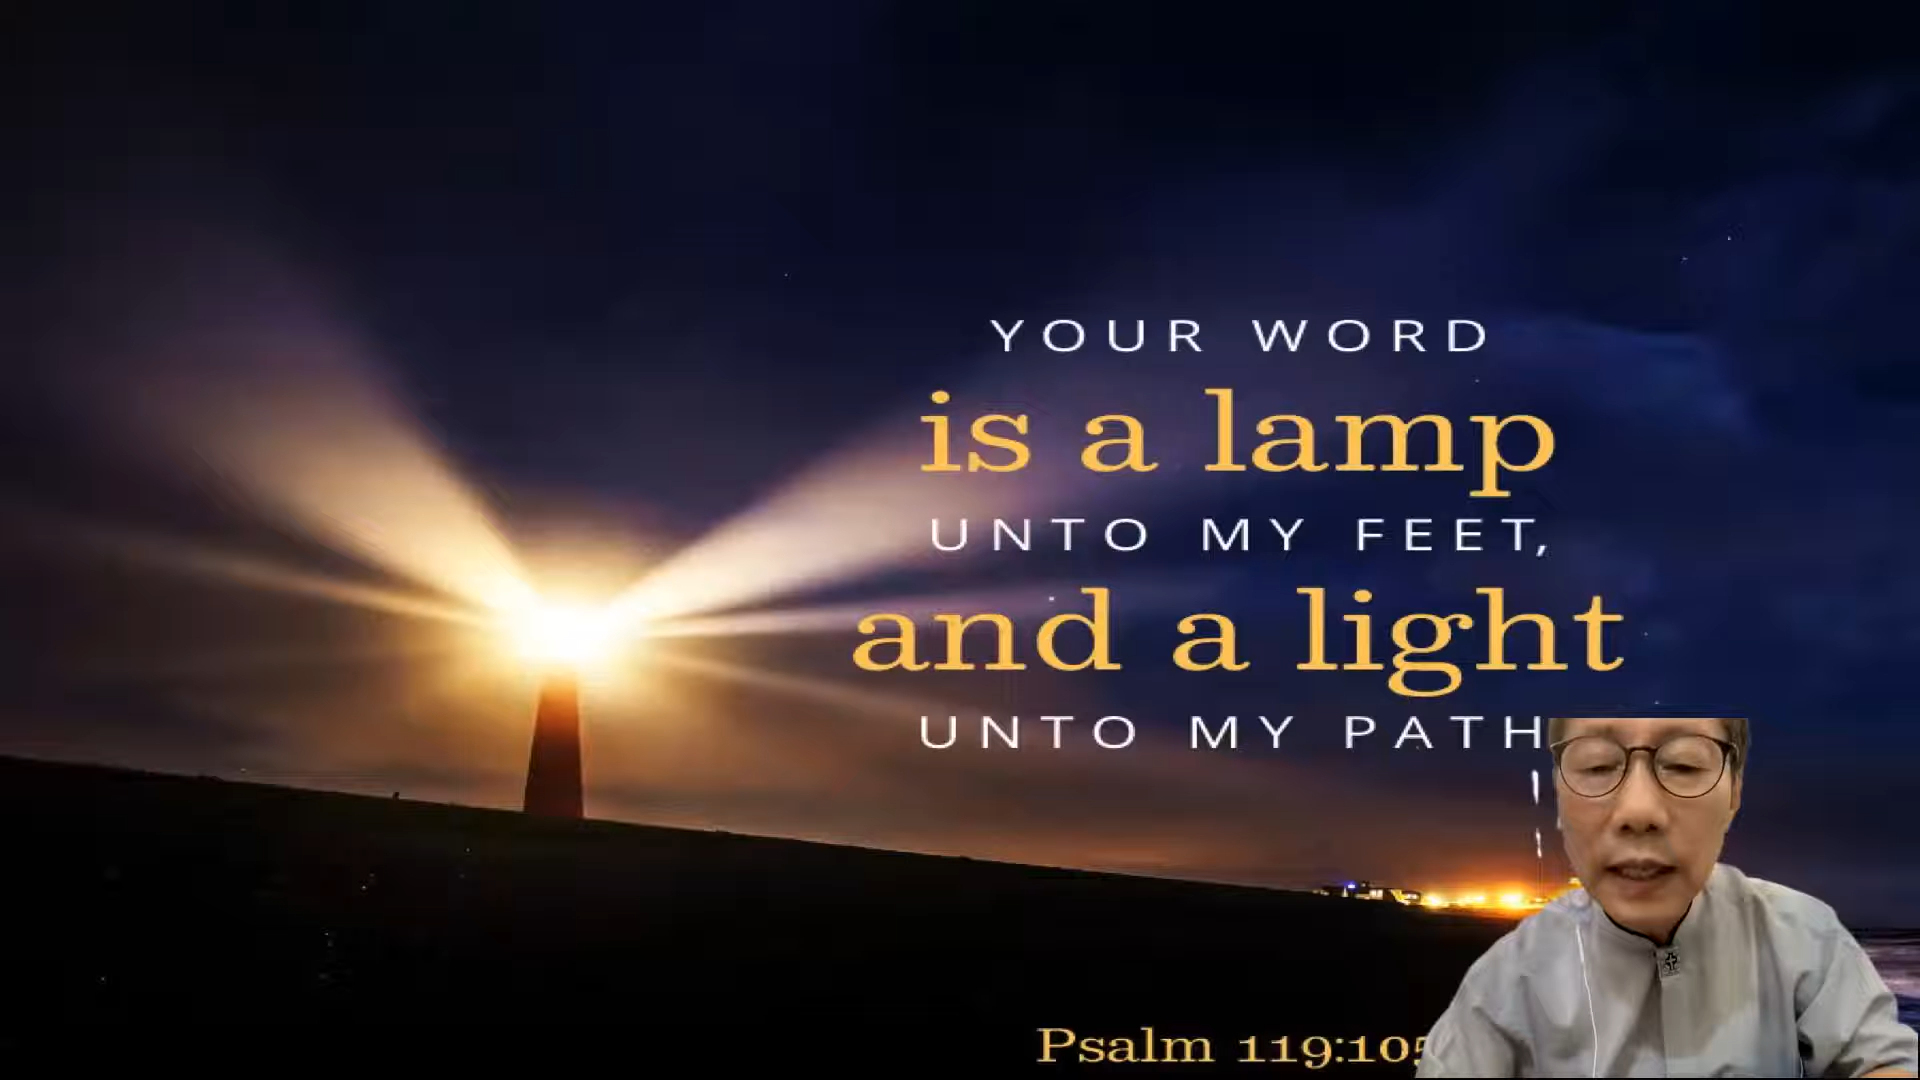 YOUR WORD
is a lamp
UNTO MY FEET,
and a light
UNTO MY PATH
Psalm 119:105